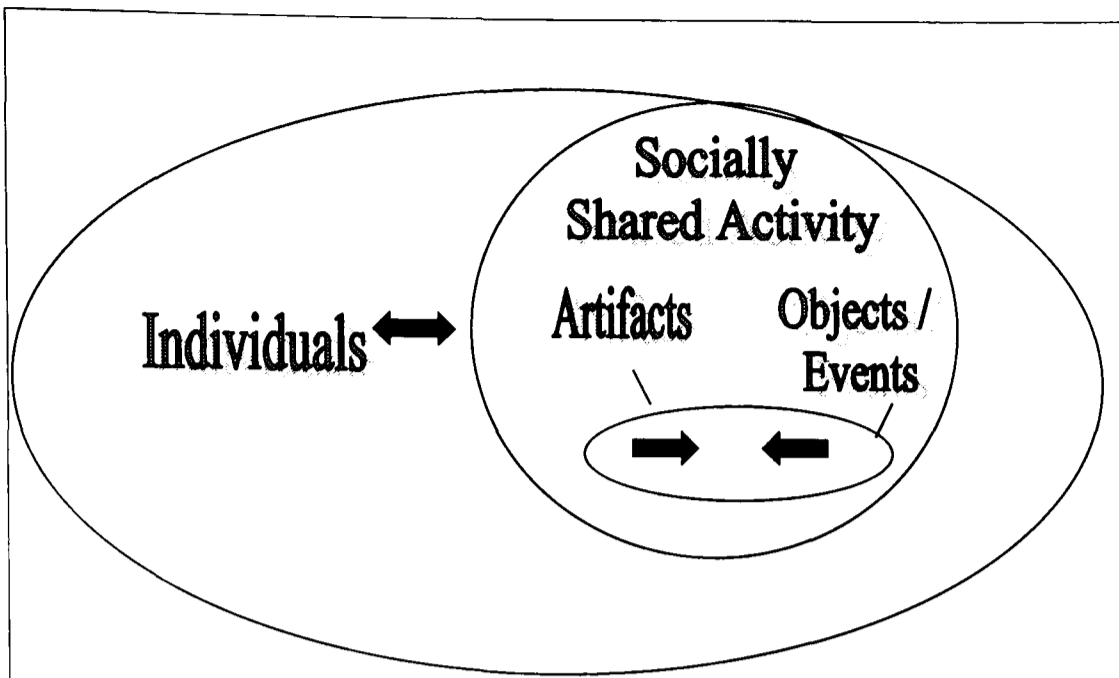 Socially
Shared Activity
Individuals
Artifacts
Objects /
Events